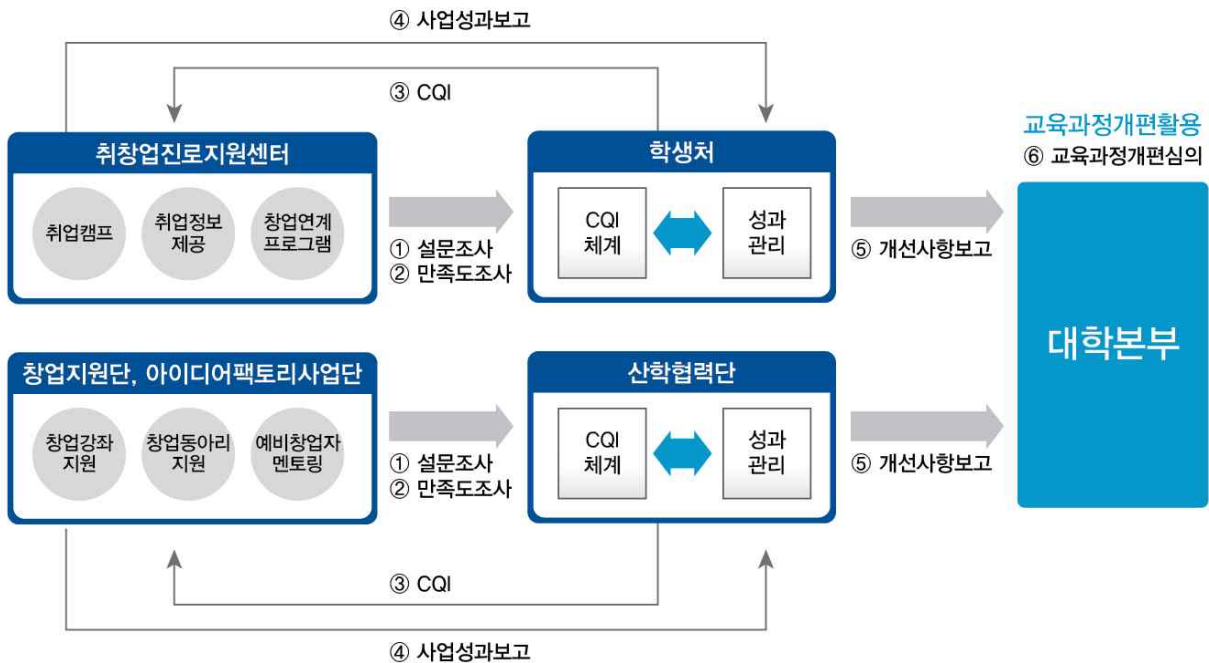 ④ 사업성과보고
③ CQI
취창업진로지원센터
취업캠프
취업정보
제공
창업연계
프로그램
① 설문조사
② 만족도조사
학생처
CQI
체계
성과
관리
⑤ 개선사항보고
교육과정개편활용
⑥ 교육과정개편심의
대학본부
창업지원단, 아이디어팩토리사업단
창업강좌
지원
창업동아리
지원
예비창업자
멘토링
① 설문조사
② 만족도조사
산학협력단
CQI
체계
성과
관리
⑤ 개선사항보고
③ CQI
④ 사업성과보고